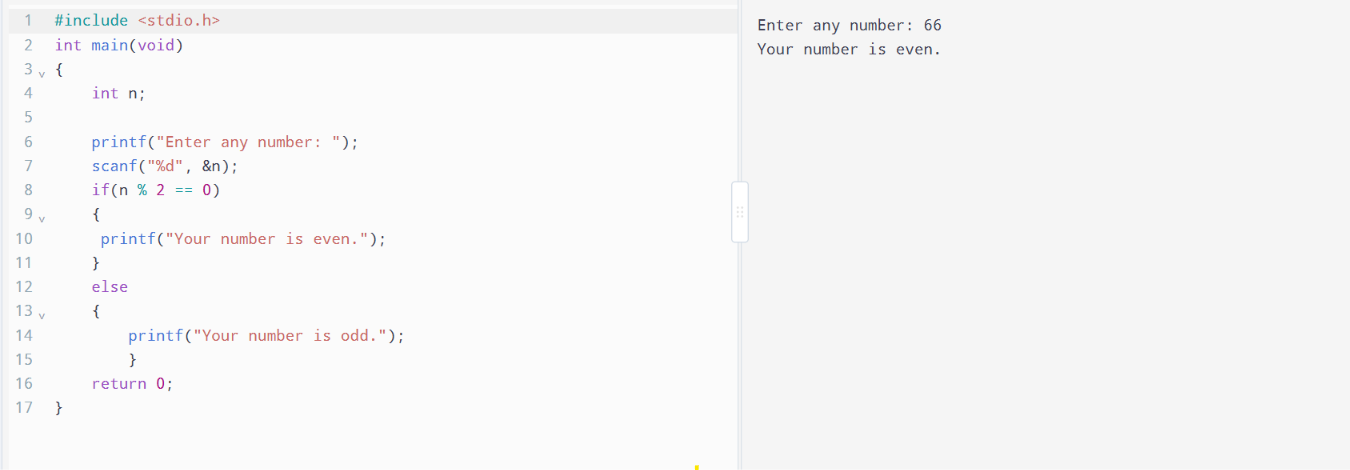 1 #include <stdio.h>
2 int main(void)
3 {
4     int n;
5
6     printf("Enter any number: ");
7     scanf("%d", &n);
8     if(n % 2 == 0)
9     {
10      printf("Your number is even.");
11     }
12     else
13     {
14         printf("Your number is odd.");
15         }
16     return 0;
17 }
Enter any number: 66
Your number is even.